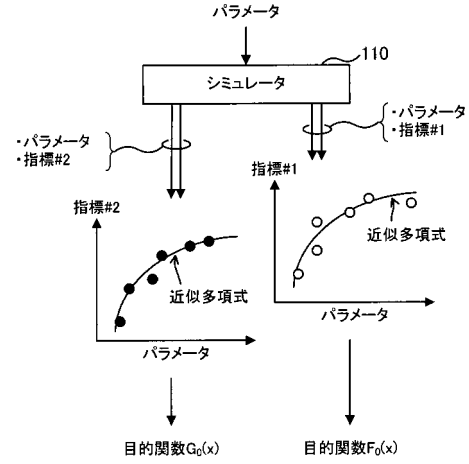 パラメータ
110
シミュレータ
・パラメータ
・指標#2
・パラメータ
・指標#1
指標#2
近似多項式
パラメータ
指標#1
近似多項式
パラメータ
目的関数G₀(x)
目的関数F₀(x)